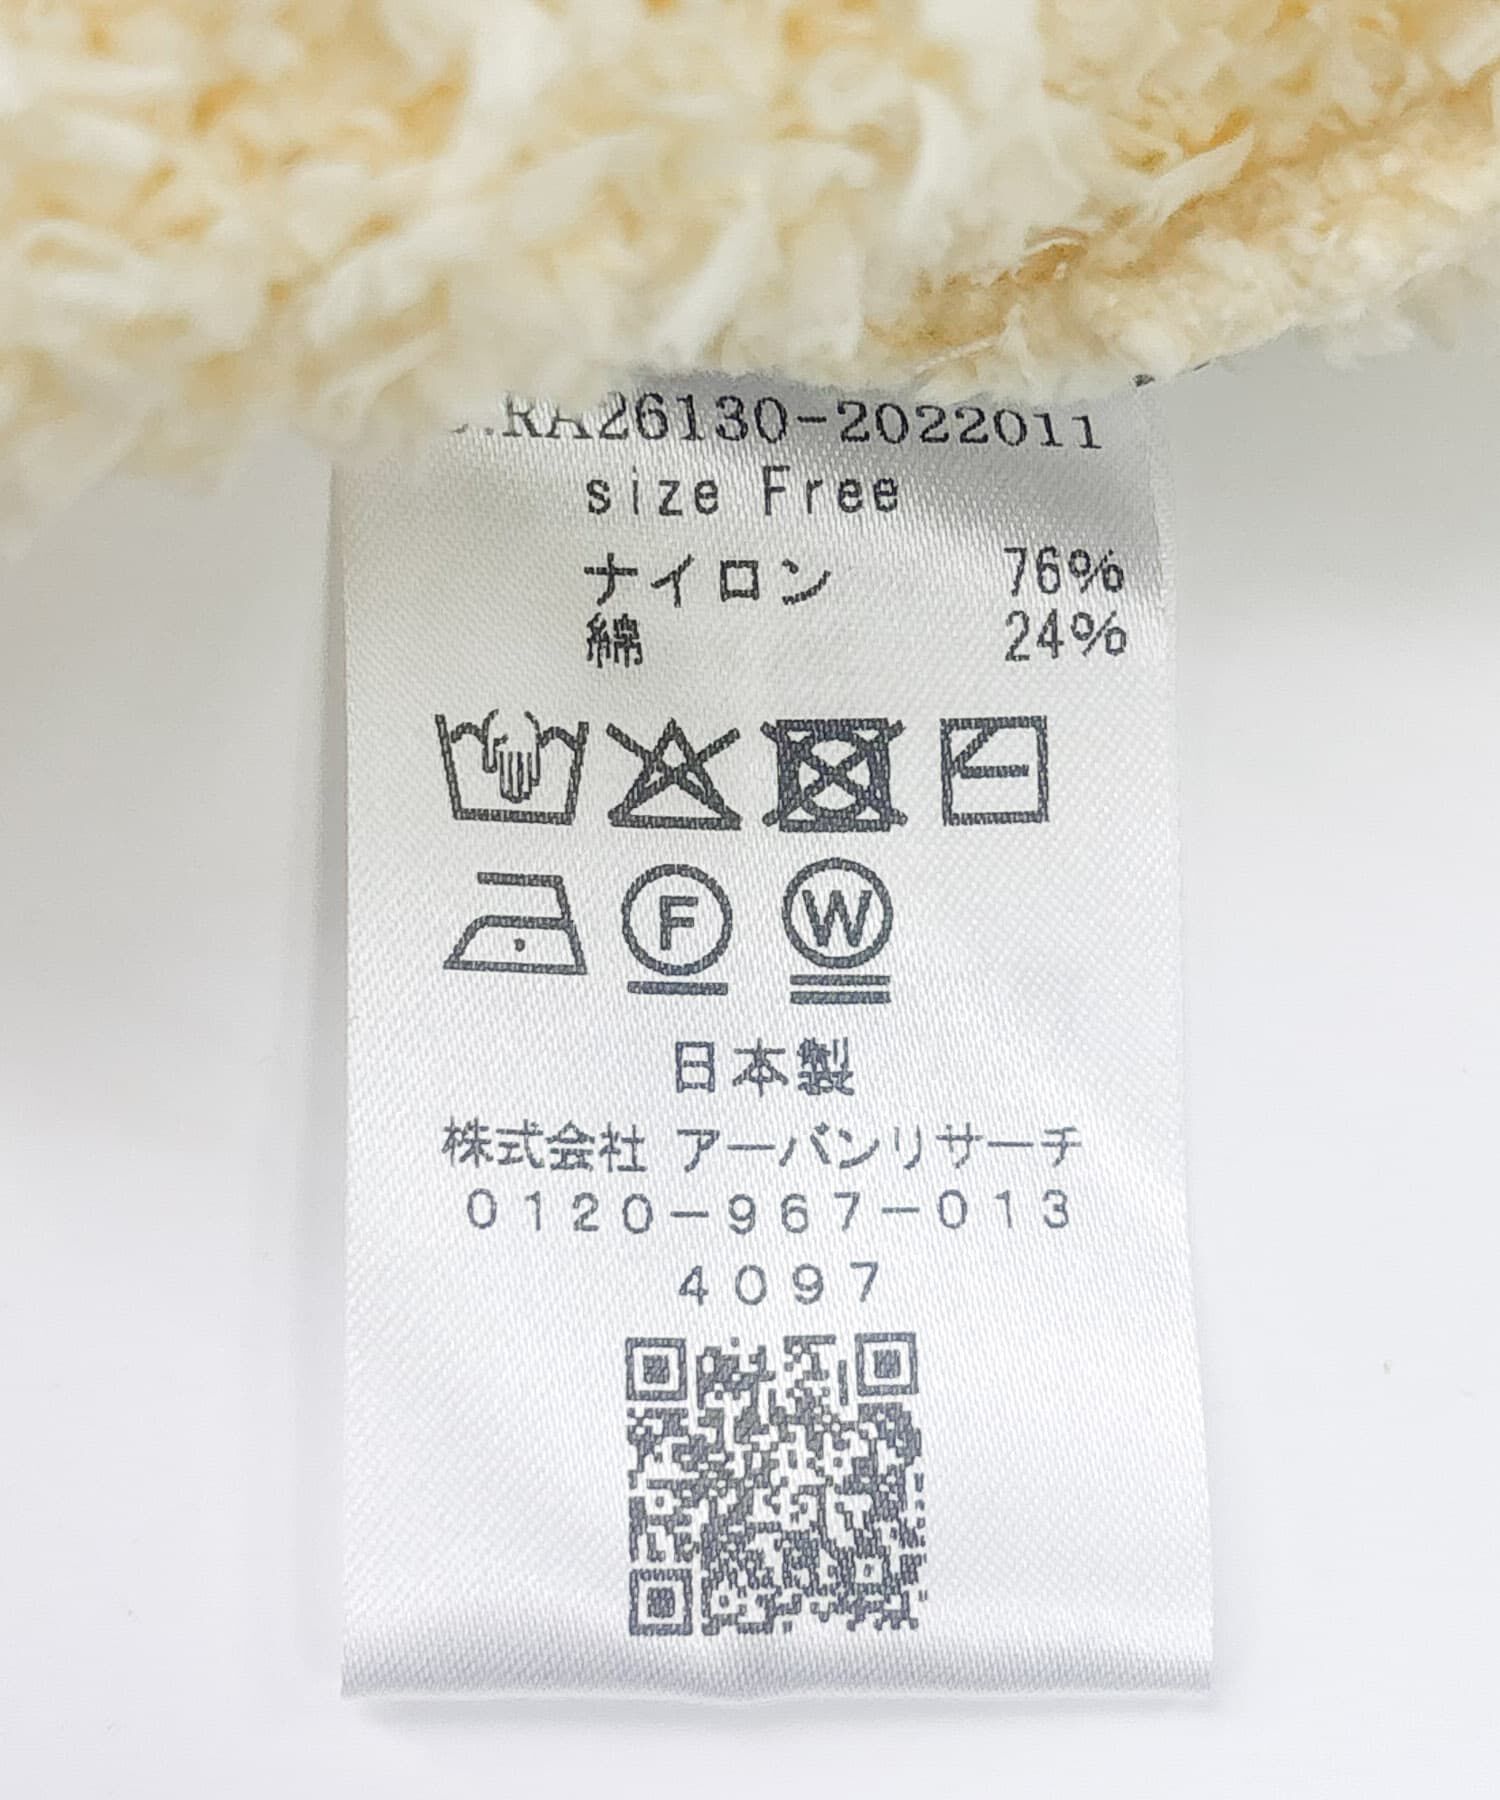 RA26130-2022011
size Free
ナイロン 76%
綿 24%
F W
日本製
株式会社 アーバンリサーチ
0120-967-013
4097